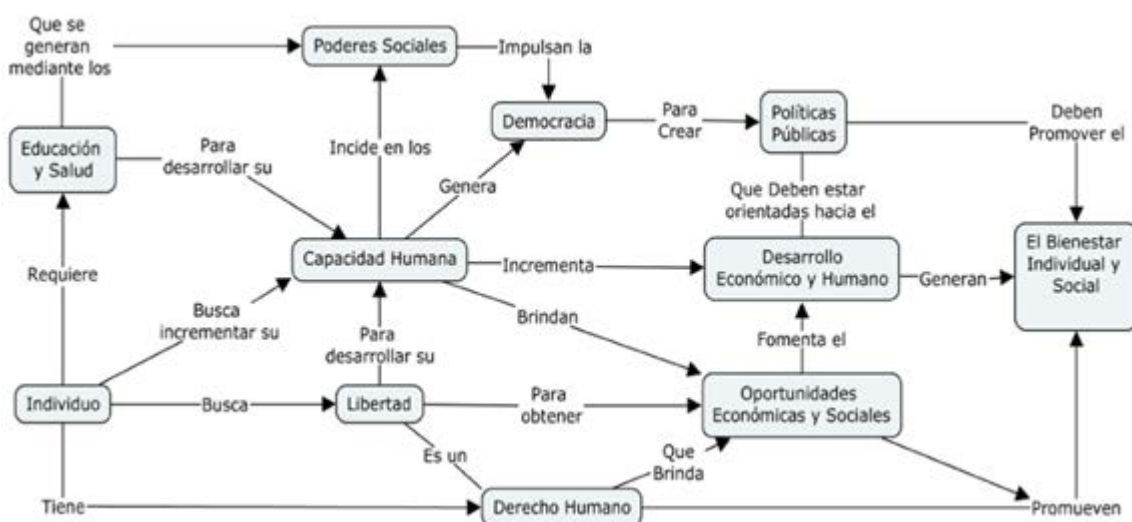 Que se
generan
mediante los
Poderes Sociales
Impulsan la
Educación
y Salud
Para
desarrollar su
Incide en los
Democracia
Para
Crear
Políticas
Públicas
Deben
Promover el
Genera
Que Deben estar
orientadas hacia el
Requiere
Capacidad Humana
Incrementa
Desarrollo
Económico y Humano
Generan
El Bienestar
Individual y
Social
Busca
incrementar su
Para
desarrollar su
Brindan
Fomenta el
Individuo
Busca
Libertad
Para
obtener
Oportunidades
Económicas y Sociales
Es un
Que
Brinda
Tiene
Derecho Humano
Promueven